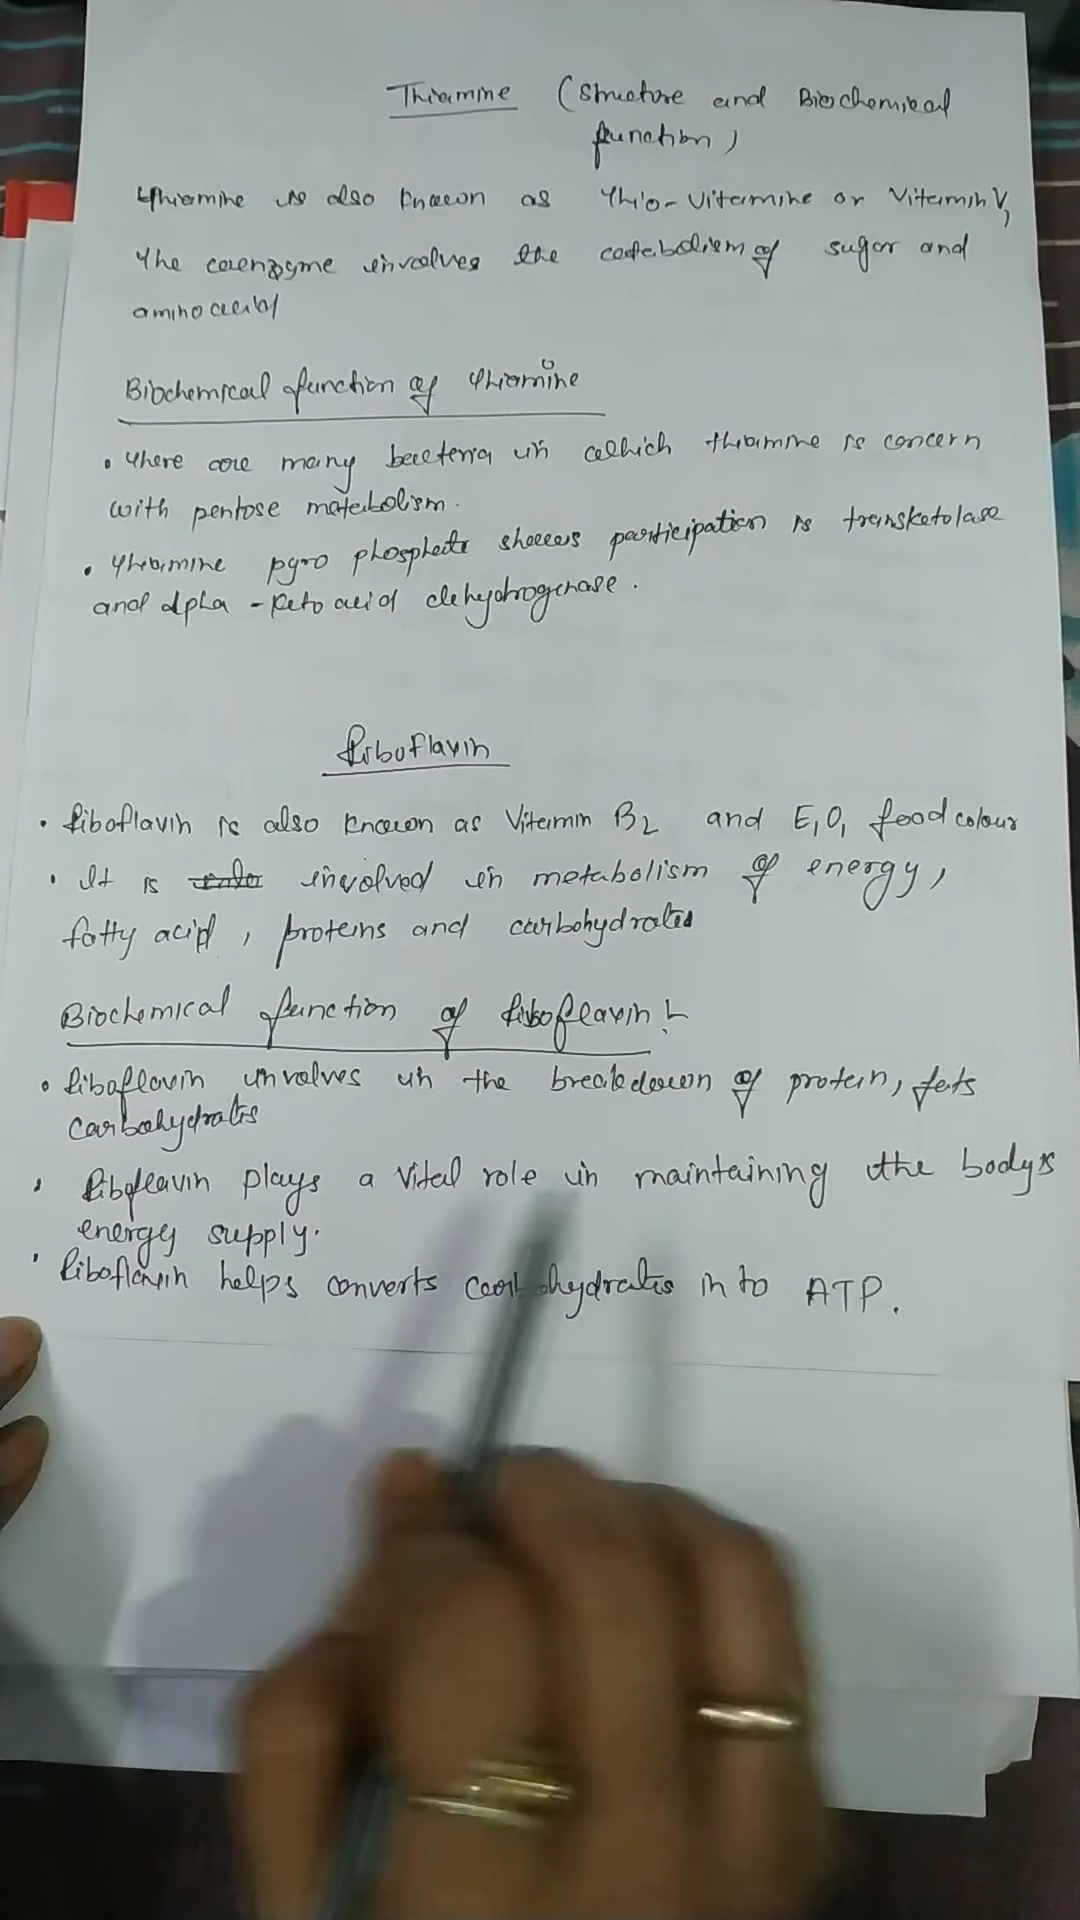 Thiamine (Structure and Biochemical
function)
Thiamine is also known as Thio-Vitamine or Vitamin V,
The coenzyme involves the catabolism of sugar and
amino acid
Biochemical function of Thiamine
• There are many bacteria in which thiamine is concern
with pentose metabolism.
• Thiamine pyro phosphate shows participation is transketolase
and alpha - keto acid dehydrogenase.
Riboflavin
• Riboflavin is also known as Vitamin B2 and E,O, food colour
• It is involved in metabolism of energy,
fatty acid, proteins and carbohydrates
Biochemical function of Riboflavin :-
• Riboflavin involves in the breakdown of protein, fats
carbohydrates
• Riboflavin plays a vital role in maintaining the body's
energy supply.
• Riboflavin helps converts carbohydrates into ATP.